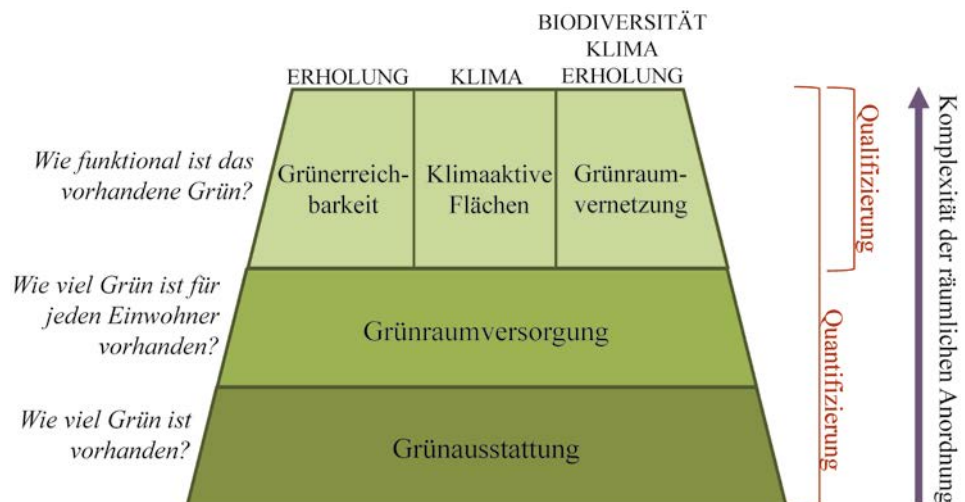 BIODIVERSITÄT
KLIMA
ERHOLUNG KLIMA ERHOLUNG
Wie funktional ist das
vorhandene Grün?
Grünerreich-
barkeit
Klimaaktive
Flächen
Grünraum-
vernetzung
Wie viel Grün ist für
jeden Einwohner
vorhanden?
Grünraumversorgung
Wie viel Grün ist
vorhanden?
Grünausstattung
Qualifizierung
Quantifizierung
Komplexität der räumlichen Anordnung